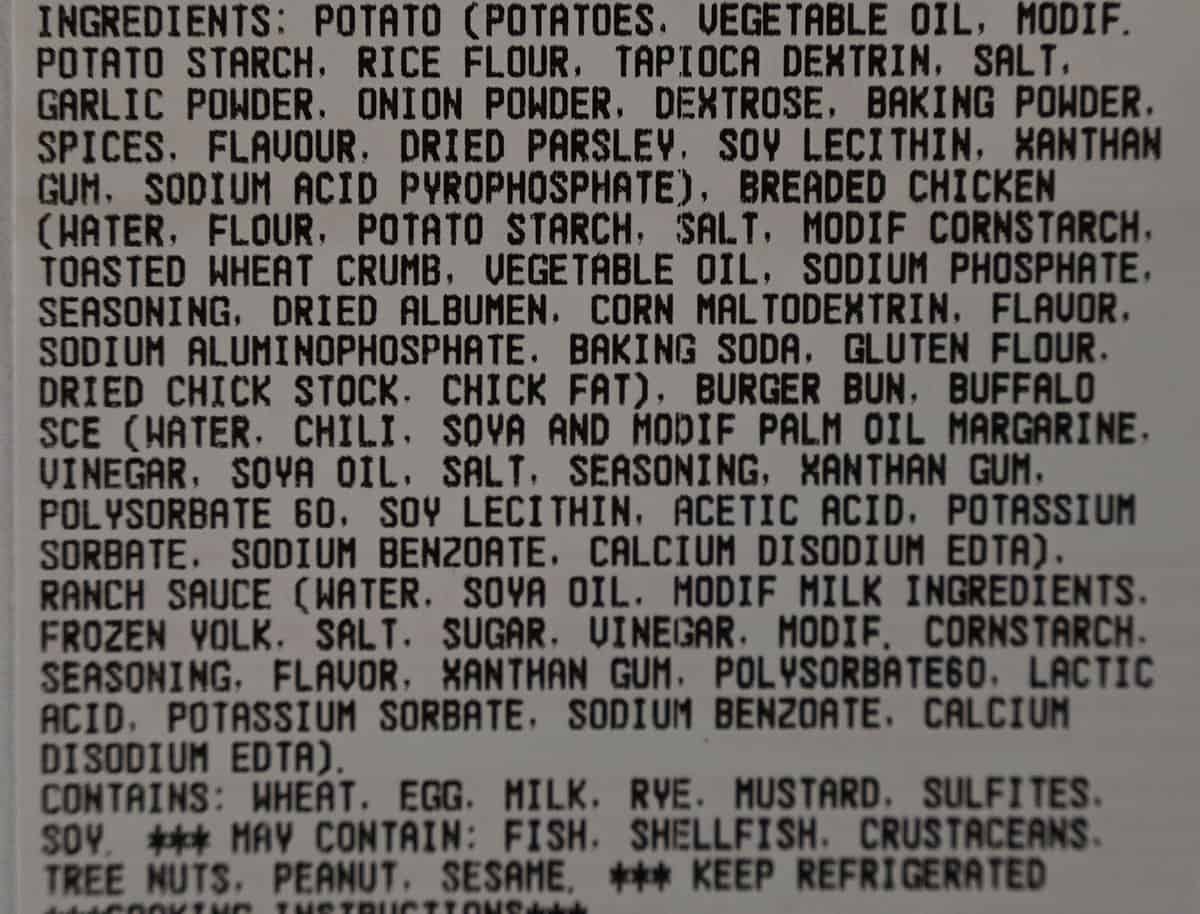 INGREDIENTS: POTATO (POTATOES, VEGETABLE OIL, MODIF.
POTATO STARCH, RICE FLOUR, TAPIOCA DEXTRIN, SALT,
GARLIC POWDER, ONION POWDER, DEXTROSE, BAKING POWDER,
SPICES, FLAVOUR, DRIED PARSLEY, SOY LECITHIN, XANTHAN
GUM, SODIUM ACID PYROPHOSPHATE), BREADED CHICKEN
(WATER, FLOUR, POTATO STARCH, SALT, MODIF CORNSTARCH,
TOASTED WHEAT CRUMB, VEGETABLE OIL, SODIUM PHOSPHATE,
SEASONING, DRIED ALBUMEN, CORN MALTODEXTRIN, FLAVOR,
SODIUM ALUMINOPHOSPHATE, BAKING SODA, GLUTEN FLOUR,
DRIED CHICK STOCK, CHICK FAT), BURGER BUN, BUFFALO
SCE (WATER, CHILI, SOYA AND MODIF PALM OIL MARGARINE,
VINEGAR, SOYA OIL, SALT, SEASONING, XANTHAN GUM,
POLYSORBATE 60, SOY LECITHIN, ACETIC ACID, POTASSIUM
SORBATE, SODIUM BENZOATE, CALCIUM DISODIUM EDTA),
RANCH SAUCE (WATER, SOYA OIL, MODIF MILK INGREDIENTS,
FROZEN YOLK, SALT, SUGAR, VINEGAR, MODIF. CORNSTARCH,
SEASONING, FLAVOR, XANTHAN GUM, POLYSORBATE60, LACTIC
ACID, POTASSIUM SORBATE, SODIUM BENZOATE, CALCIUM
DISODIUM EDTA).
CONTAINS: WHEAT, EGG, MILK, RYE, MUSTARD, SULFITES,
SOY. *** MAY CONTAIN: FISH, SHELLFISH, CRUSTACEANS,
TREE NUTS, PEANUT, SESAME. *** KEEP REFRIGERATED
***COOKING INSTRUCTIONS***